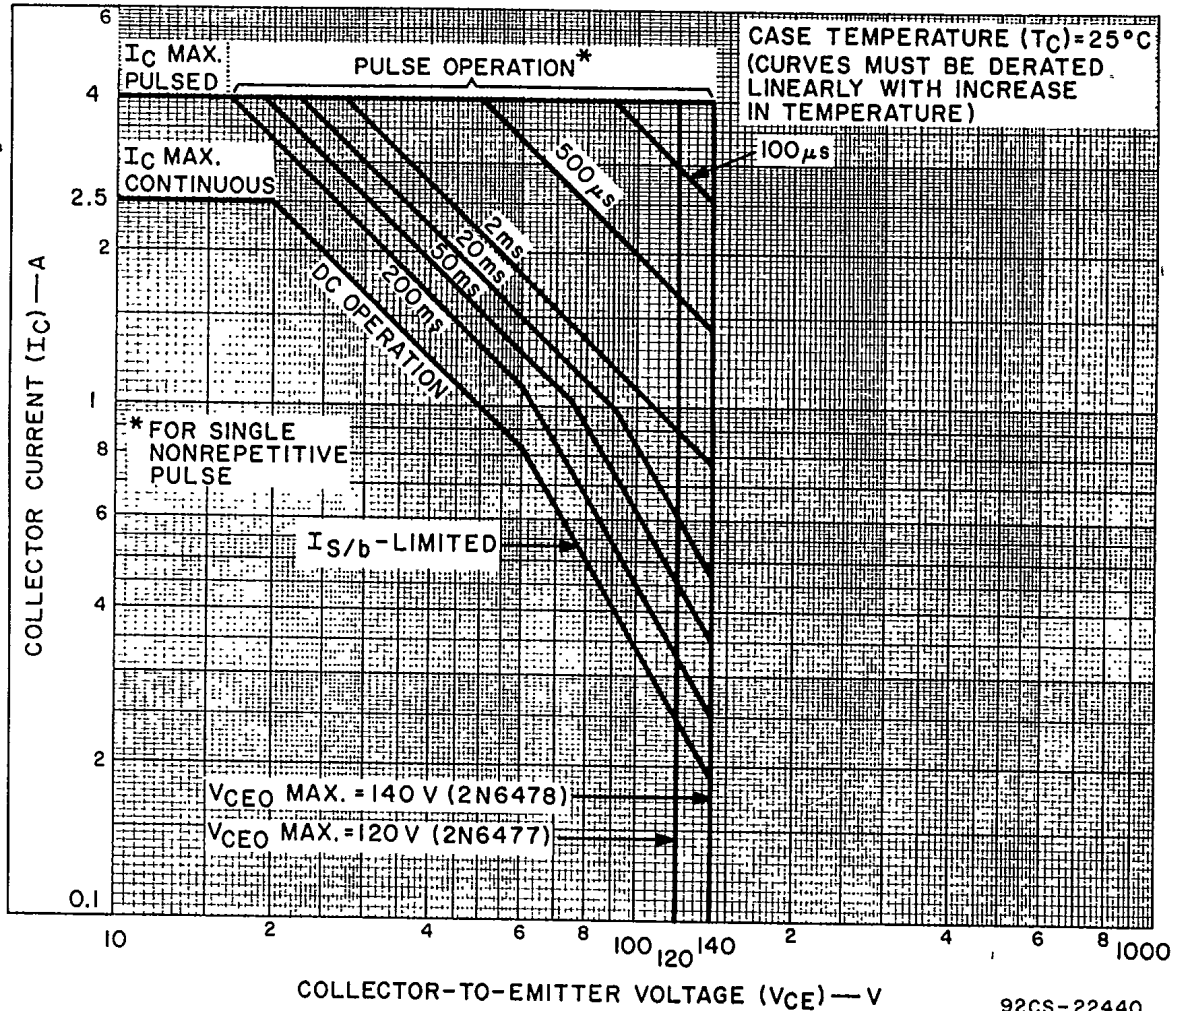 6
4
2.5
2
1
8
6
4
2
0.1
COLLECTOR CURRENT (IC) — A
IC MAX.
PULSED
PULSE OPERATION*
CASE TEMPERATURE (TC)=25°C
(CURVES MUST BE DERATED
LINEARLY WITH INCREASE
IN TEMPERATURE)
IC MAX.
CONTINUOUS
100μs
500μs
2ms
20ms
50ms
200ms
DC OPERATION
* FOR SINGLE
NONREPETITIVE
PULSE
IS/b-LIMITED
VCEO MAX.=140 V (2N6478)
VCEO MAX.=120 V (2N6477)
10 2 4 6 8 100 120 140 2 4 6 8 1000
COLLECTOR-TO-EMITTER VOLTAGE (VCE) — V
92CS-22440